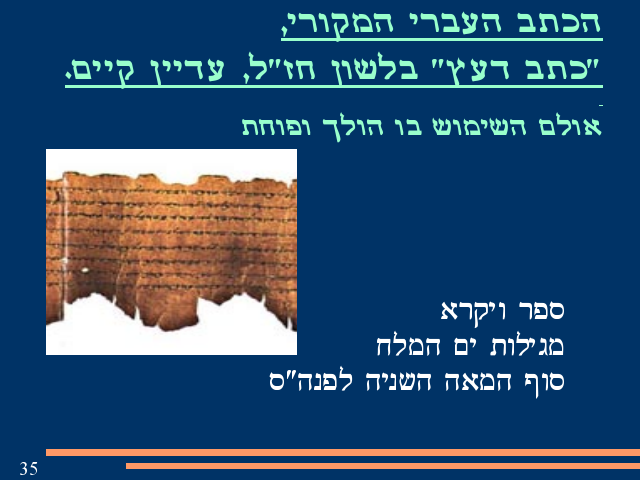 הכתב העברי המקורי,
"כתב דעץ" בלשון חז"ל, עדיין קיים.
אולם השימוש בו הולך ופוחת
ספר ויקרא
מגילות ים המלח
סוף המאה השניה לפנה"ס
35